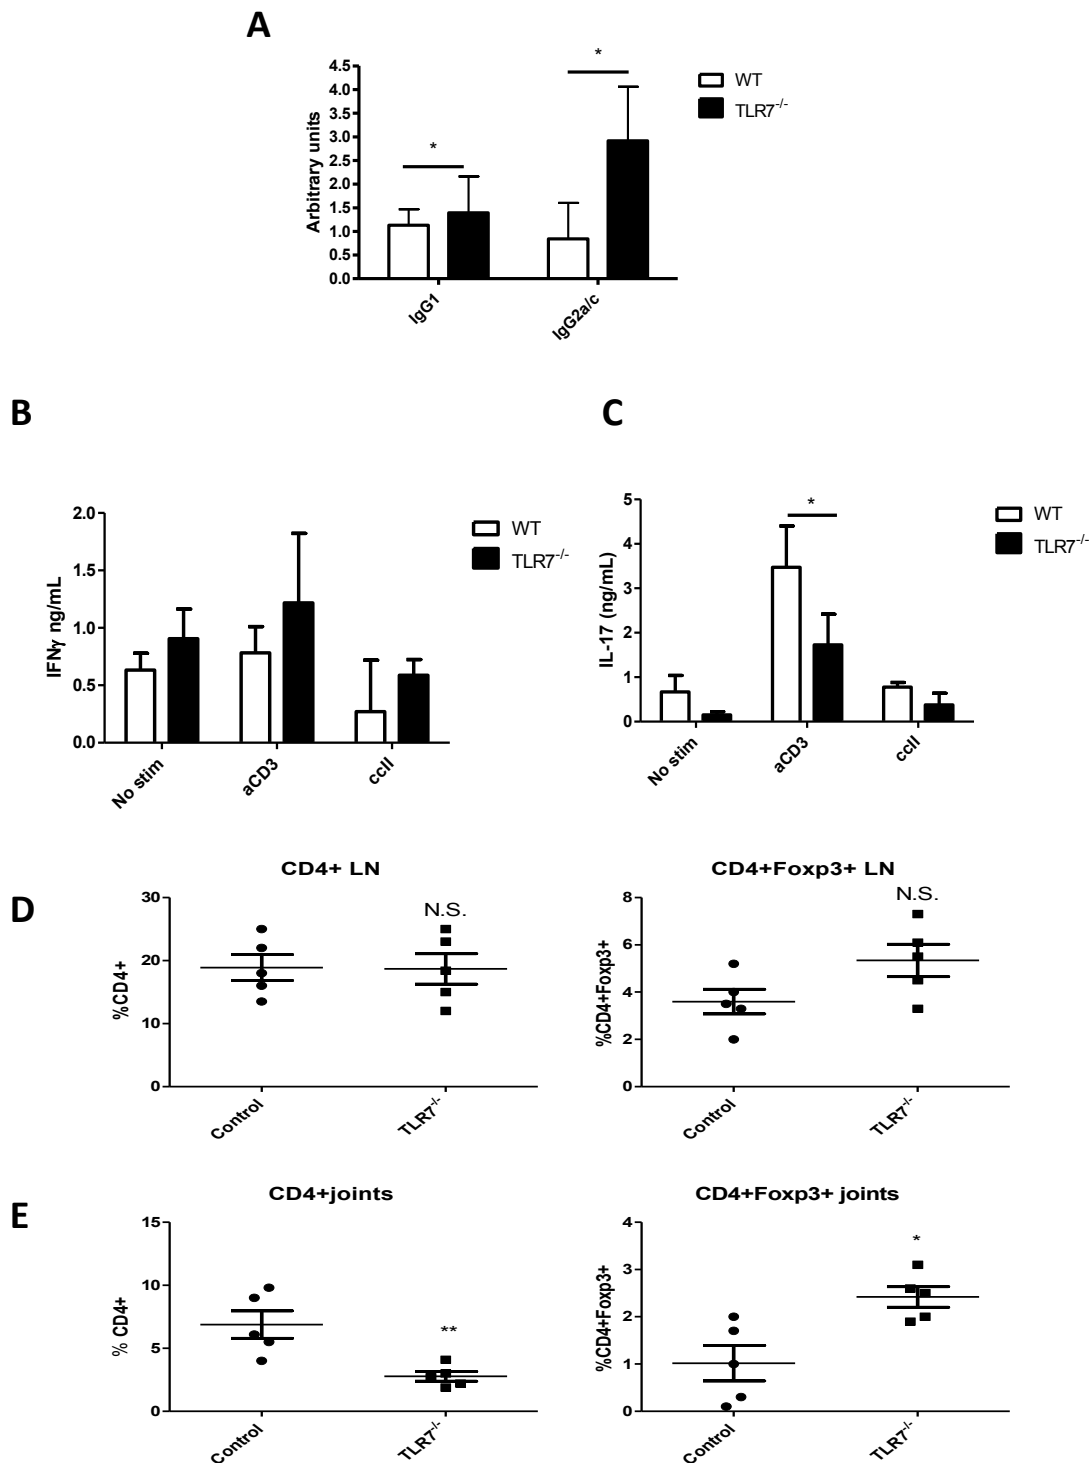 A
*
*
4.5
4.0
3.5
3.0
2.5
2.0
1.5
1.0
0.5
0.0
Arbitrary units
IgG1
IgG2a/c
WT
TLR7-/-
B
2.0
1.5
1.0
0.5
0.0
IFNγ ng/mL
No stim
aCD3
ccII
WT
TLR7-/-
C
*
5
4
3
2
1
0
IL-17 (ng/mL)
No stim
aCD3
ccII
WT
TLR7-/-
D
CD4+ LN
N.S.
30
20
10
0
%CD4+
Control
TLR7-/-
CD4+Foxp3+ LN
N.S.
8
6
4
2
0
%CD4+Foxp3+
Control
TLR7-/-
E
CD4+joints
**
15
10
5
0
% CD4+
Control
TLR7-/-
CD4+Foxp3+ joints
*
4
3
2
1
0
%CD4+Foxp3+
Control
TLR7-/-